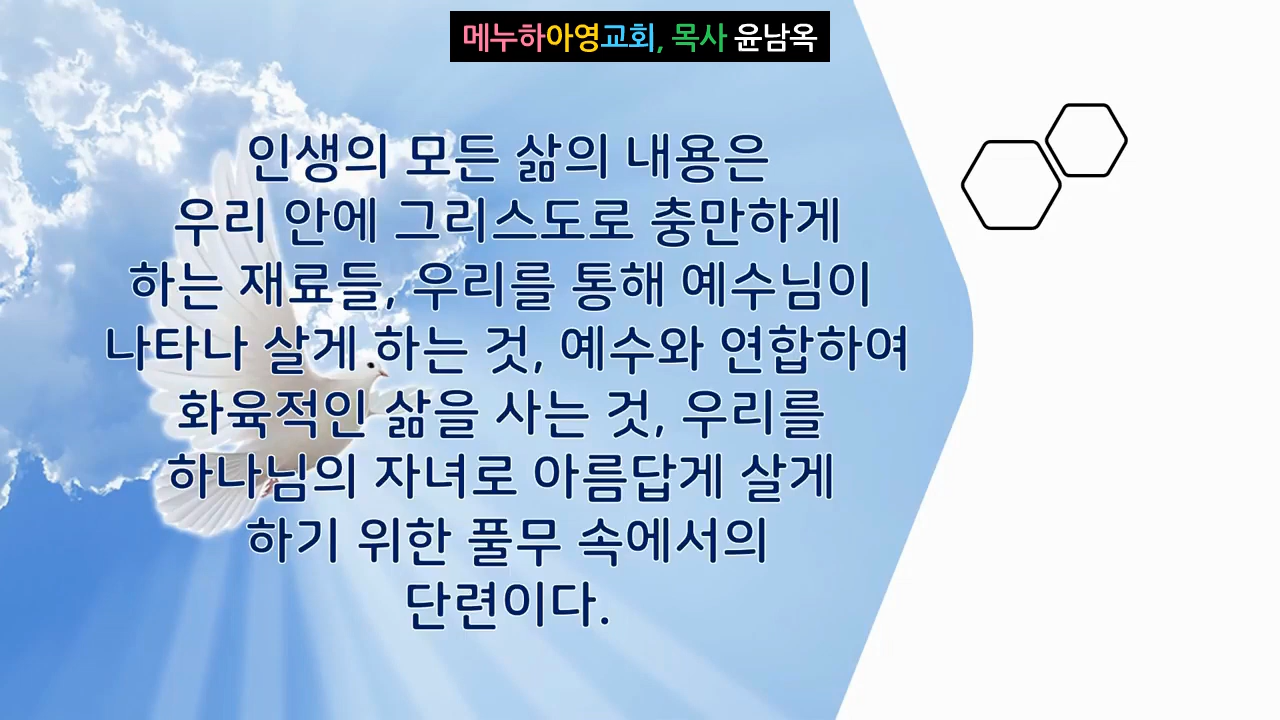 메누하아영교회, 목사 윤남옥
인생의 모든 삶의 내용은
우리 안에 그리스도로 충만하게
하는 재료들, 우리를 통해 예수님이
나타나 살게 하는 것, 예수와 연합하여
화육적인 삶을 사는 것, 우리를
하나님의 자녀로 아름답게 살게
하기 위한 풀무 속에서의
단련이다.